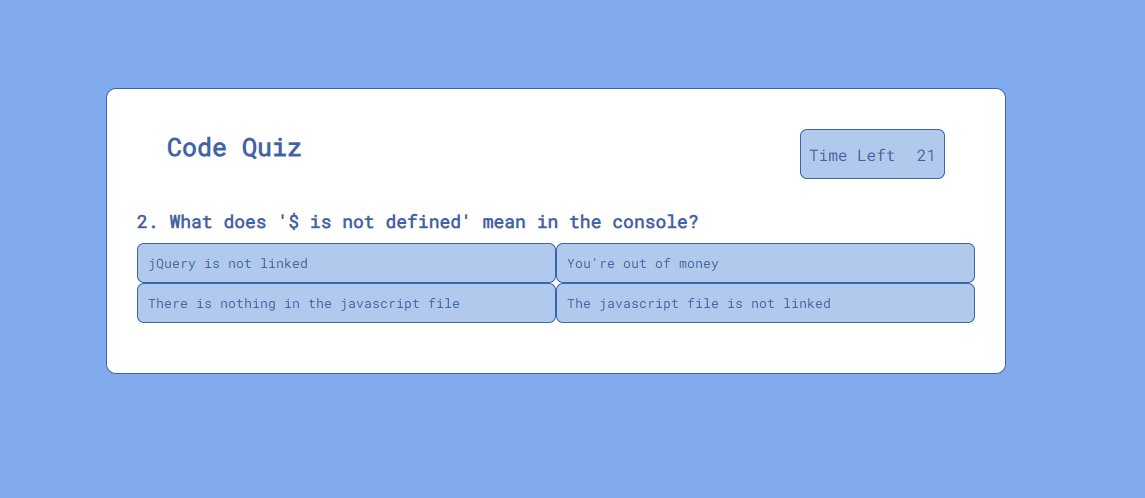 Code Quiz
Time Left 21
2. What does '$ is not defined' mean in the console?
jQuery is not linked
You're out of money
There is nothing in the javascript file
The javascript file is not linked